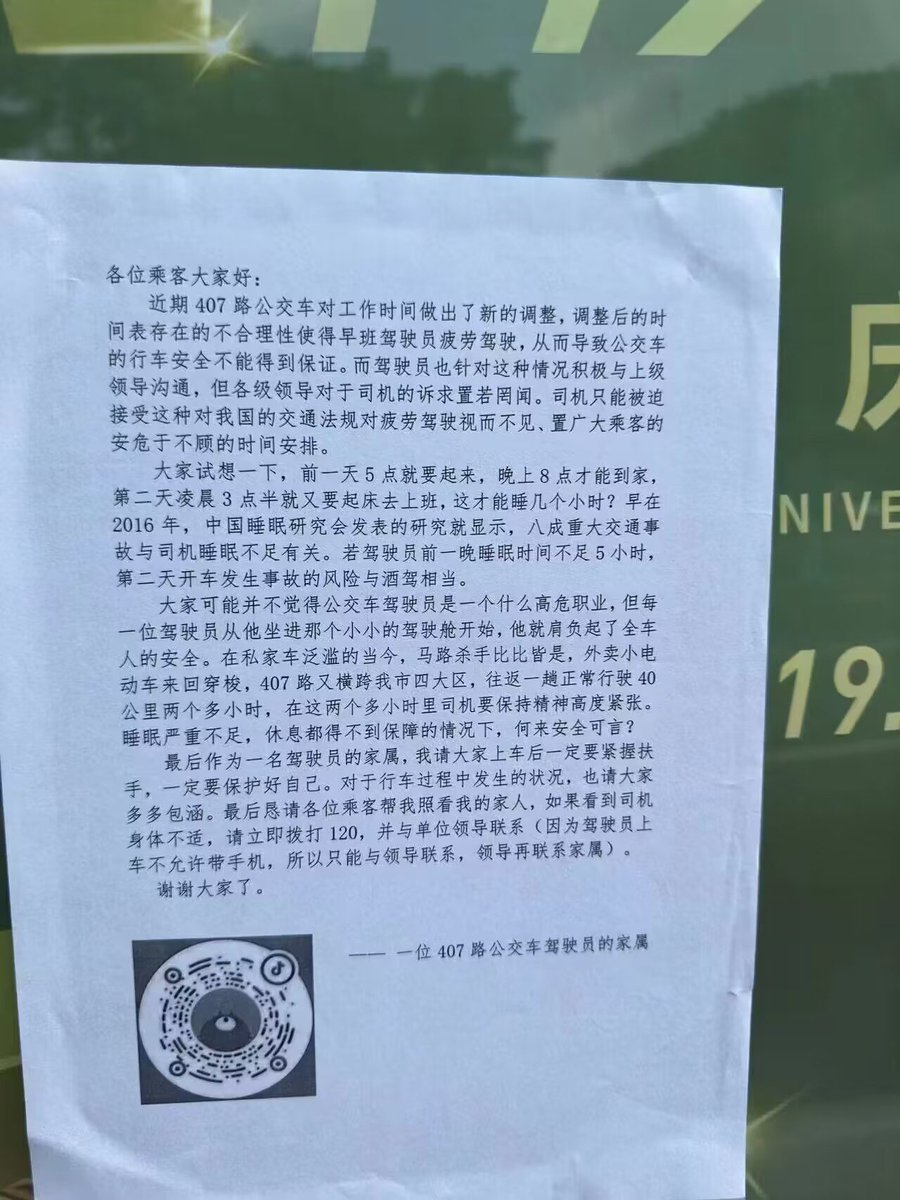 各位乘客大家好：
近期 407 路公交车对工作时间做出了新的调整，调整后的时
间表存在的不合理性使得早班驾驶员疲劳驾驶，从而导致公交车
的行车安全不能得到保证。而驾驶员也针对这种情况积极与上级
领导沟通，但各级领导对于司机的诉求置若罔闻。司机只能被迫
接受这种对我国的交通法规对疲劳驾驶视而不见、置广大乘客的
安危于不顾的时间安排。
大家试想一下，前一天 5 点就要起来，晚上 8 点才能到家，
第二天凌晨 3 点半就又要起床去上班，这才能睡几个小时？早在
2016 年，中国睡眠研究会发表的研究就显示，八成重大交通事
故与司机睡眠不足有关。若驾驶员前一晚睡眠时间不足 5 小时，
第二天开车发生事故的风险与酒驾相当。
大家可能并不觉得公交车驾驶员是一个什么高危职业，但每
一位驾驶员从他坐进那个小小的驾驶舱开始，他就肩负起了全车
人的安全。在私家车泛滥的当今，马路杀手比比皆是，外卖小电
动车来回穿梭，407 路又横跨我市四大区，往返一趟正常行驶 40
公里两个多小时，在这两个多小时里司机要保持精神高度紧张。
睡眠严重不足，休息都得不到保障的情况下，何来安全可言？
最后作为一名驾驶员的家属，我请大家上车后一定要紧握扶
手，一定要保护好自己。对于行车过程中发生的状况，也请大家
多多包涵。最后恳请各位乘客帮我照看我的家人，如果看到司机
身体不适，请立即拨打 120，并与单位领导联系（因为驾驶员上
车不允许带手机，所以只能与领导联系，领导再联系家属）。
谢谢大家了。
—— 一位 407 路公交车驾驶员的家属
NIVE
19.